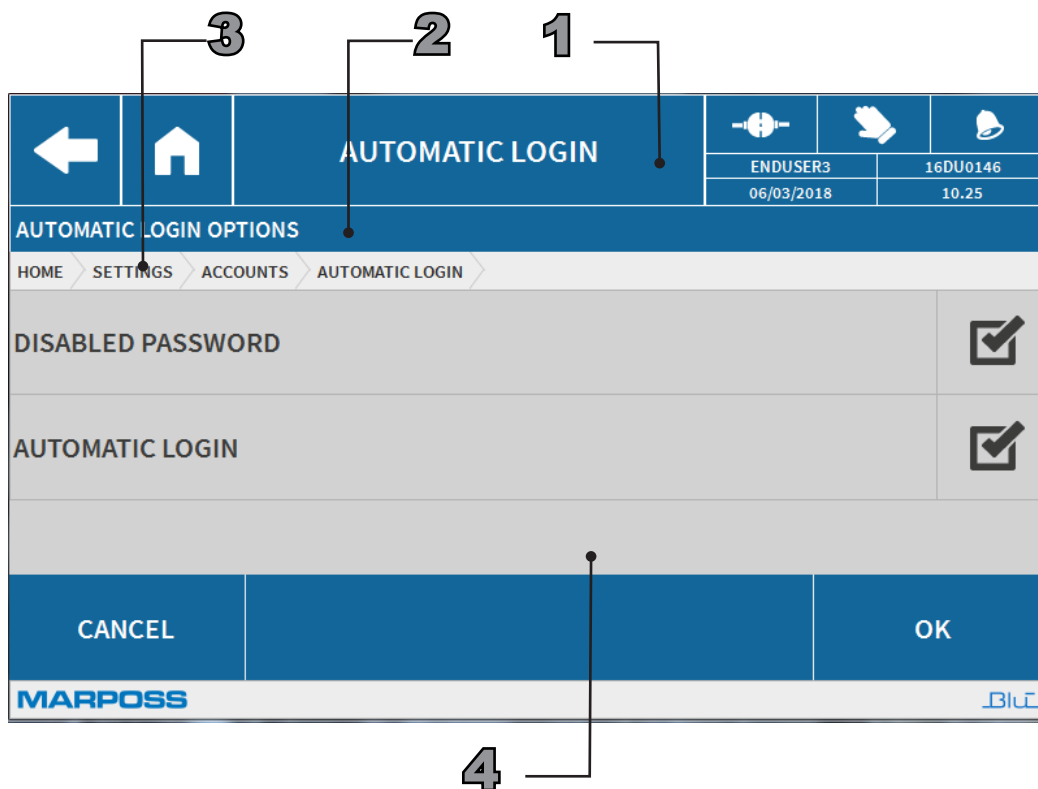 3 2 1
AUTOMATIC LOGIN
ENDUSER3 16DU0146
06/03/2018 10.25
AUTOMATIC LOGIN OPTIONS
HOME SETTINGS ACCOUNTS AUTOMATIC LOGIN
DISABLED PASSWORD
AUTOMATIC LOGIN
CANCEL OK
MARPOSS Blú
4